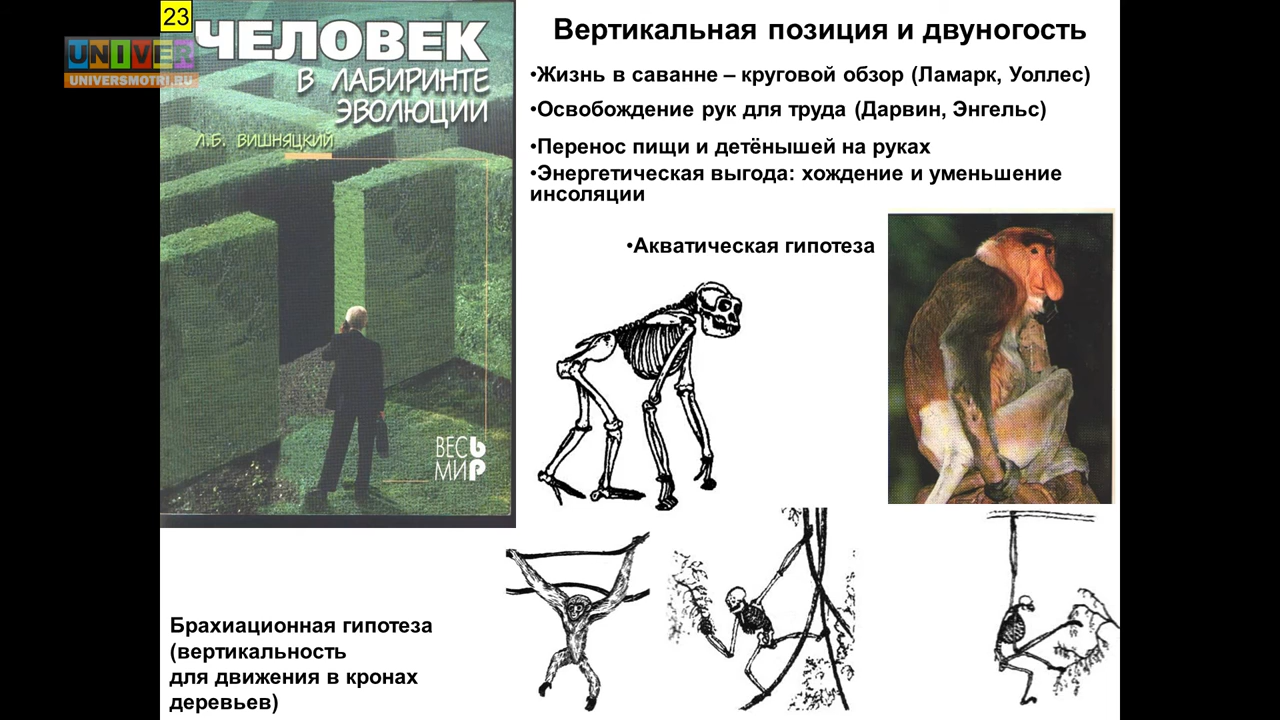 23
UNIVER
UNIVERSMOTRI.RU
ЧЕЛОВЕК
В ЛАБИРИНТЕ
ЭВОЛЮЦИИ
Л.Б. ВИШНЯЦКИЙ
ВЕСЬ
МИР
Вертикальная позиция и двуногость
•Жизнь в саванне – круговой обзор (Ламарк, Уоллес)
•Освобождение рук для труда (Дарвин, Энгельс)
•Перенос пищи и детёнышей на руках
•Энергетическая выгода: хождение и уменьшение
инсоляции
•Акватическая гипотеза
Брахиационная гипотеза
(вертикальность
для движения в кронах
деревьев)